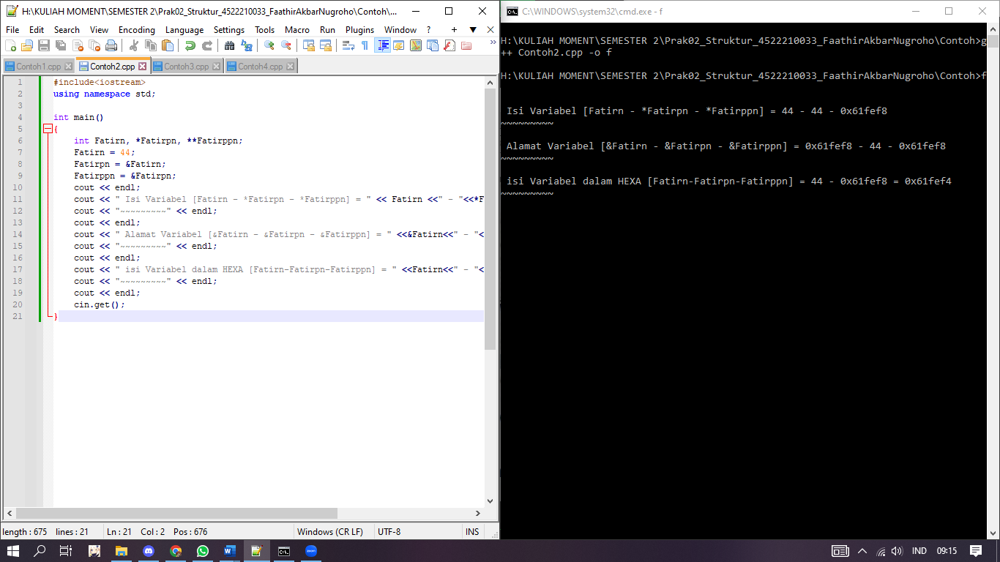 H:\KULIAH MOMENT\SEMESTER 2\Prak02_Struktur_4522210033_FaathirAkbarNugroho\Contoh\...
File Edit Search View Encoding Language Settings Tools Macro Run Plugins Window ? + ▼ X
»
Contoh1.cpp Contoh2.cpp Contoh3.cpp Contoh4.cpp
1 #include<iostream>
2 using namespace std;
3
4 int main()
5 {
6 int Fatirn, *Fatirpn, **Fatirppn;
7 Fatirn = 44;
8 Fatirpn = &Fatirn;
9 Fatirppn = &Fatirpn;
10 cout << endl;
11 cout << " Isi Variabel [Fatirn - *Fatirpn - *Fatirppn] = " << Fatirn <<" - "<<*F
12 cout << "~~~~~~~~~" << endl;
13 cout << endl;
14 cout << " Alamat Variabel [&Fatirn - &Fatirpn - &Fatirppn] = " <<&Fatirn<<" - "<
15 cout << "~~~~~~~~~" << endl;
16 cout << endl;
17 cout << " isi Variabel dalam HEXA [Fatirn-Fatirpn-Fatirppn] = " <<Fatirn<<" - "<
18 cout << "~~~~~~~~~" << endl;
19 cout << endl;
20 cin.get();
21 }
length : 675 lines : 21 Ln : 21 Col : 2 Pos : 676 Windows (CR LF) UTF-8 INS
C:\WINDOWS\system32\cmd.exe - f
H:\KULIAH MOMENT\SEMESTER 2\Prak02_Struktur_4522210033_FaathirAkbarNugroho\Contoh>g
++ Contoh2.cpp -o f
H:\KULIAH MOMENT\SEMESTER 2\Prak02_Struktur_4522210033_FaathirAkbarNugroho\Contoh>f
Isi Variabel [Fatirn - *Fatirpn - *Fatirppn] = 44 - 44 - 0x61fef8
~~~~~~~~~
Alamat Variabel [&Fatirn - &Fatirpn - &Fatirppn] = 0x61fef8 - 44 - 0x61fef8
~~~~~~~~~
isi Variabel dalam HEXA [Fatirn-Fatirpn-Fatirppn] = 44 - 0x61fef8 = 0x61fef4
~~~~~~~~~
IND 09:15